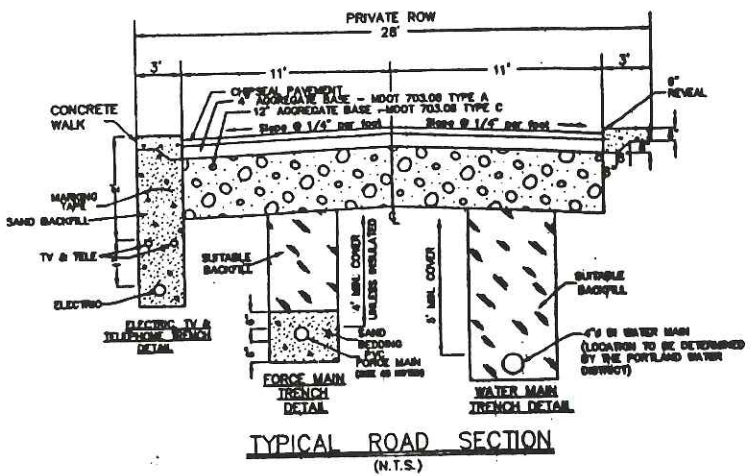 PRIVATE ROW
28'
3'
11'
11'
3'
CHIPSEAL PAVEMENT
4" AGGREGATE BASE - MDOT 703.06 TYPE A
12" AGGREGATE BASE - MDOT 703.06 TYPE C
Slope @ 1/4" per foot
Slope @ 1/4" per foot
REVEAL
CONCRETE
WALK
MARKING
TAPE
SAND BACKFILL
TV & TELE
ELECTRIC
ELECTRIC, TV &
TELEPHONE TRENCH
DETAIL
SUITABLE
BACKFILL
4' MIN. COVER
UNLESS INSULATED
6"
6"
SAND
BEDDING
PVC
FORCE MAIN
FORCE MAIN
TRENCH
DETAIL
5' MIN. COVER
SUITABLE
BACKFILL
WATER MAIN
(LOCATION TO BE DETERMINED
BY THE PORTLAND WATER
DISTRICT)
WATER MAIN
TRENCH DETAIL
TYPICAL ROAD SECTION
(N.T.S.)